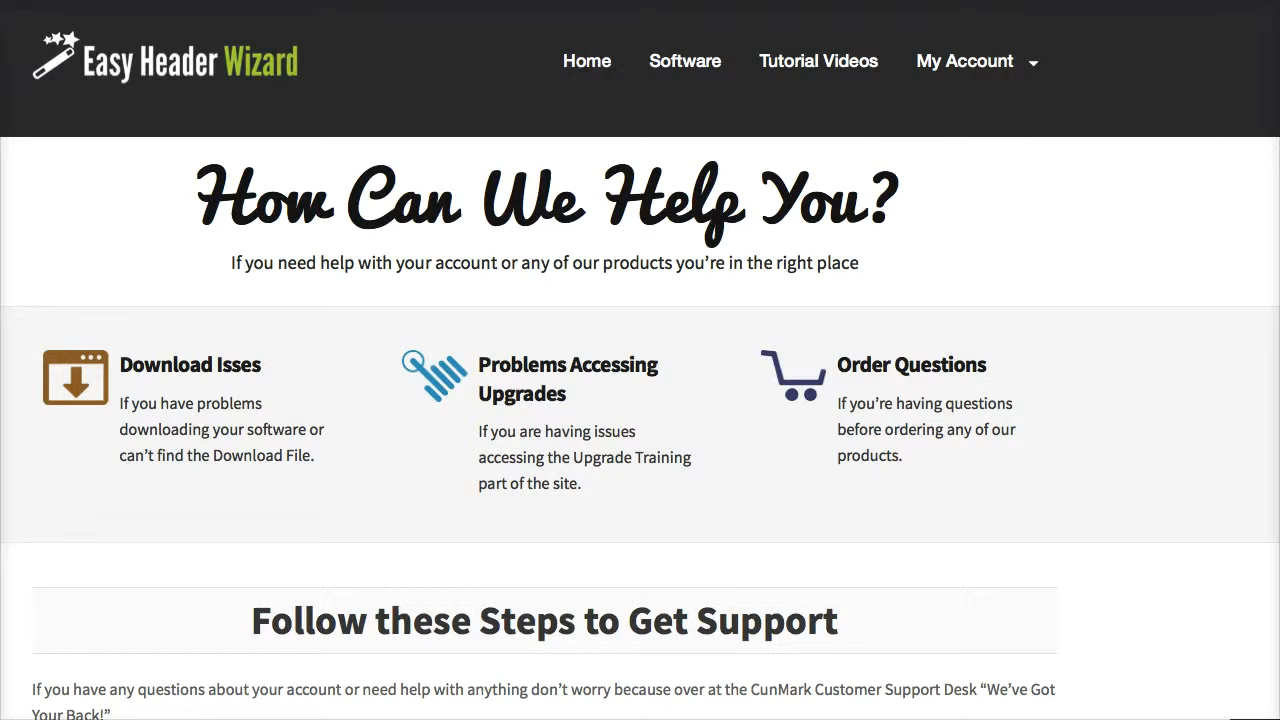 Easy Header Wizard
Home Software Tutorial Videos My Account
How Can We Help You?
If you need help with your account or any of our products you're in the right place
Download Isses
If you have problems
downloading your software or
can't find the Download File.
Problems Accessing
Upgrades
If you are having issues
accessing the Upgrade Training
part of the site.
Order Questions
If you're having questions
before ordering any of our
products.
Follow these Steps to Get Support
If you have any questions about your account or need help with anything don't worry because over at the CunMark Customer Support Desk “We've Got
Your Back!”